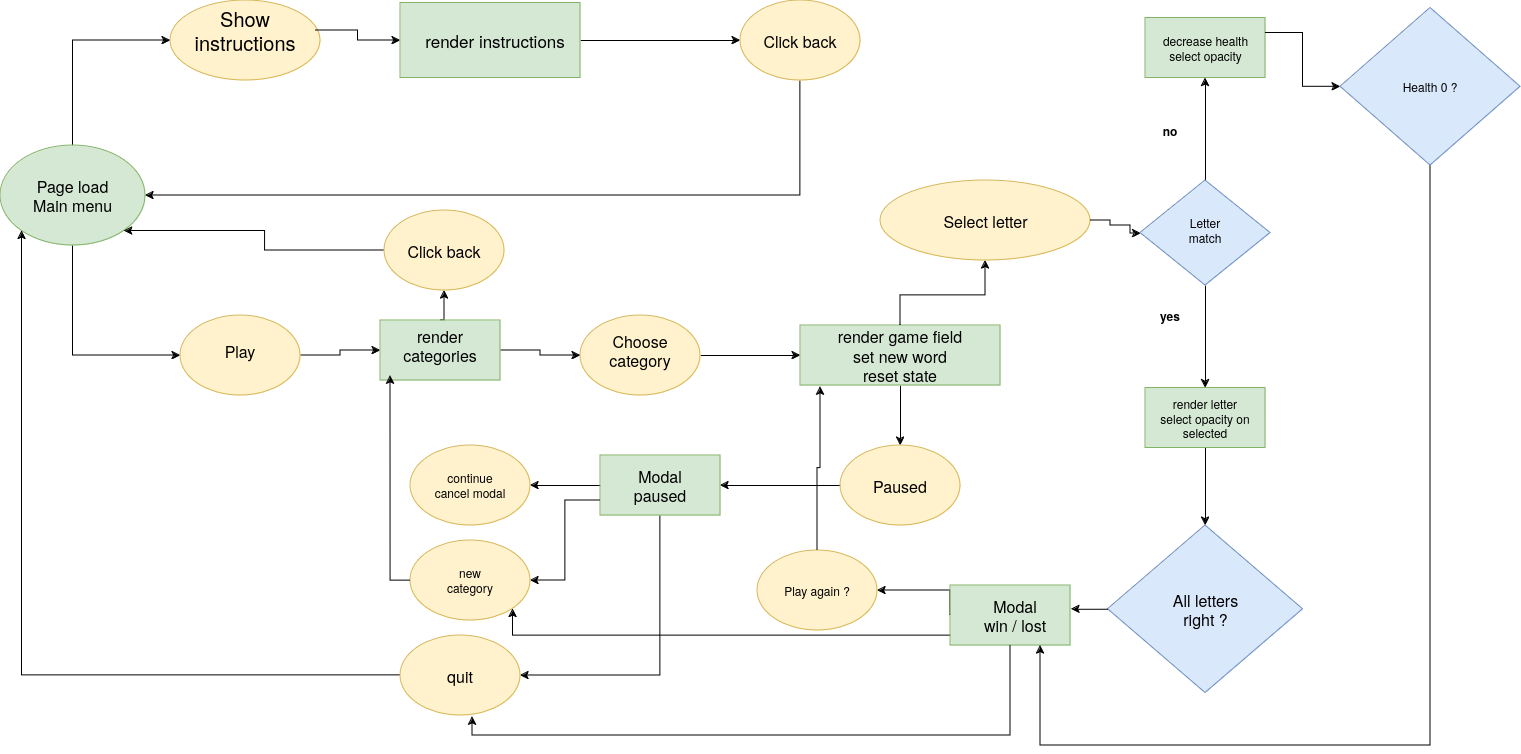 Show
instructions
render instructions
Click back
decrease health
select opacity
Health 0 ?
no
Page load
Main menu
Select letter
Letter
match
Click back
yes
Play
render
categories
Choose
category
render game field
set new word
reset state
render letter
select opacity on
selected
continue
cancel modal
Modal
paused
Paused
new
category
Play again ?
Modal
win / lost
All letters
right ?
quit